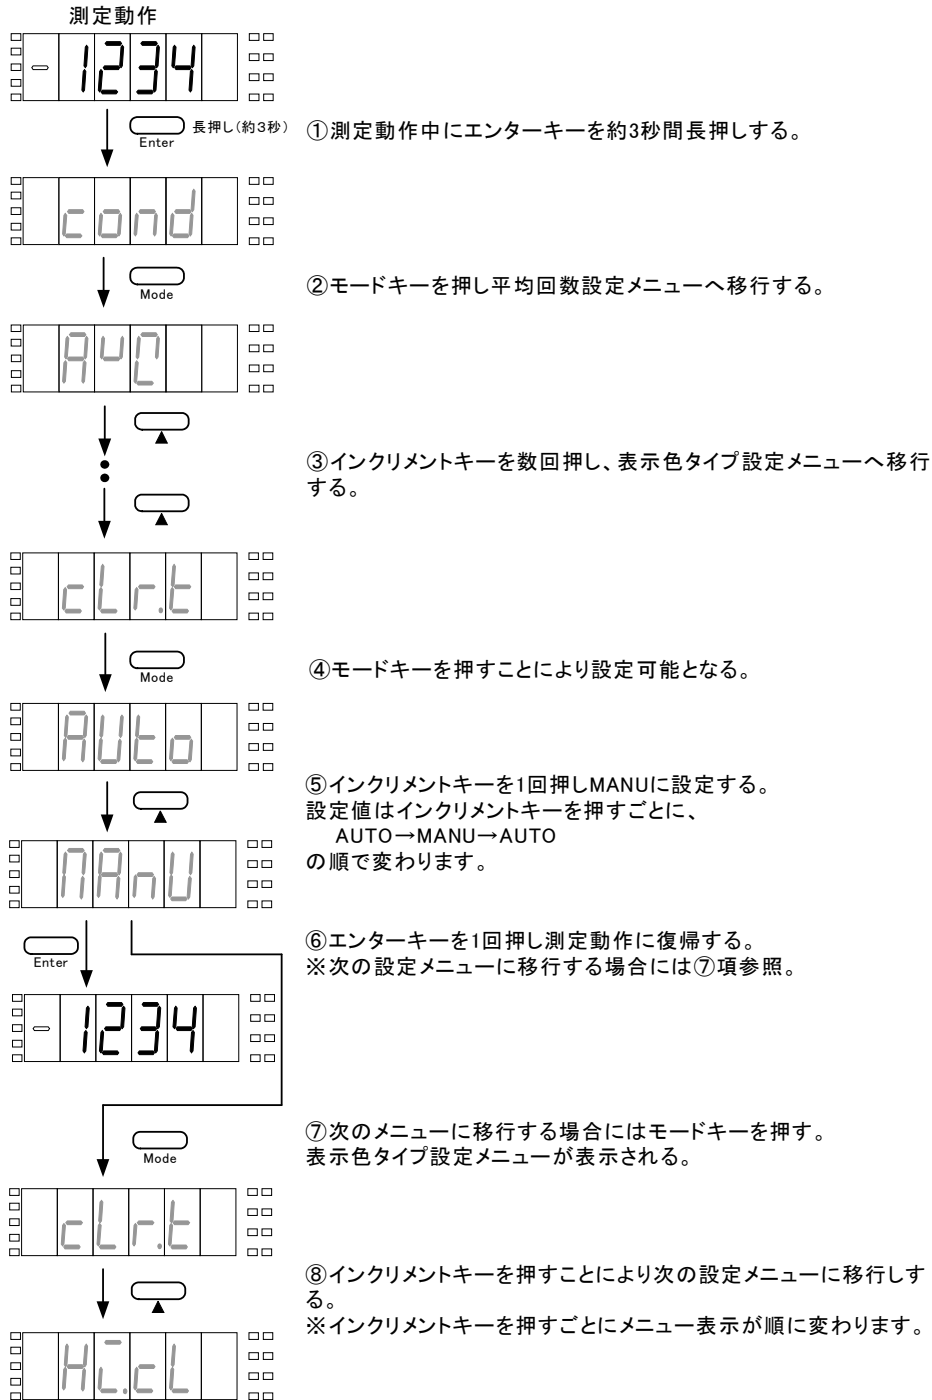 測定動作
- 1234
長押し(約3秒)
Enter
①測定動作中にエンターキーを約3秒間長押しする。
cond
Mode
②モードキーを押し平均回数設定メニューへ移行する。
AvG
③インクリメントキーを数回押し、表示色タイプ設定メニューへ移行
する。
cLr.t
Mode
④モードキーを押すことにより設定可能となる。
AUto
⑤インクリメントキーを1回押しMANUに設定する。
設定値はインクリメントキーを押すごとに、
AUTO→MANU→AUTO
の順で変わります。
MAnU
Enter
⑥エンターキーを1回押し測定動作に復帰する。
※次の設定メニューに移行する場合には⑦項参照。
- 1234
Mode
⑦次のメニューに移行する場合にはモードキーを押す。
表示色タイプ設定メニューが表示される。
cLr.t
⑧インクリメントキーを押すことにより次の設定メニューに移行す
る。
※インクリメントキーを押すごとにメニュー表示が順に変わります。
Hi.cL